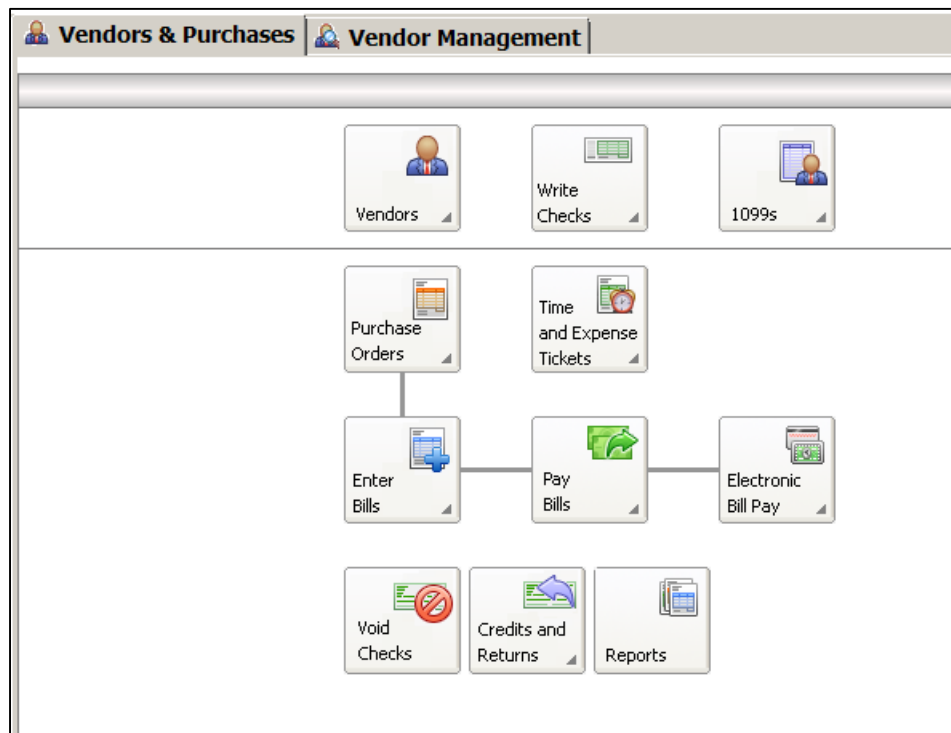 Vendors & Purchases
Vendor Management
Vendors
Write
Checks
1099s
Purchase
Orders
Time
and Expense
Tickets
Enter
Bills
Pay
Bills
Electronic
Bill Pay
Void
Checks
Credits and
Returns
Reports